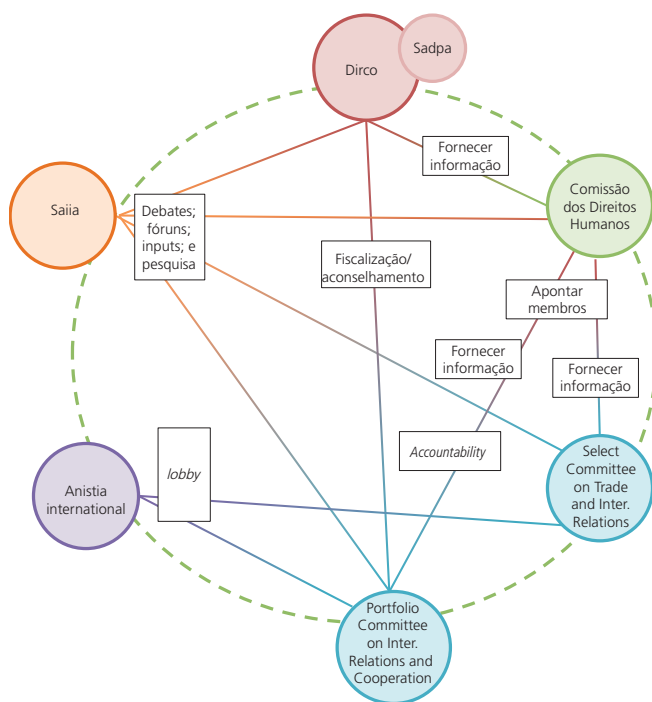 Sadpa
Dirco
Fornecer
informação
Saiia
Debates;
fóruns;
inputs; e
pesquisa
Comissão
dos Direitos
Humanos
Fiscalização/
aconselhamento
Apontar
membros
Fornecer
informação
Fornecer
informação
Accountability
lobby
Anistia
international
Select
Committee
on Trade
and Inter.
Relations
Portfolio
Committee
on Inter.
Relations and
Cooperation